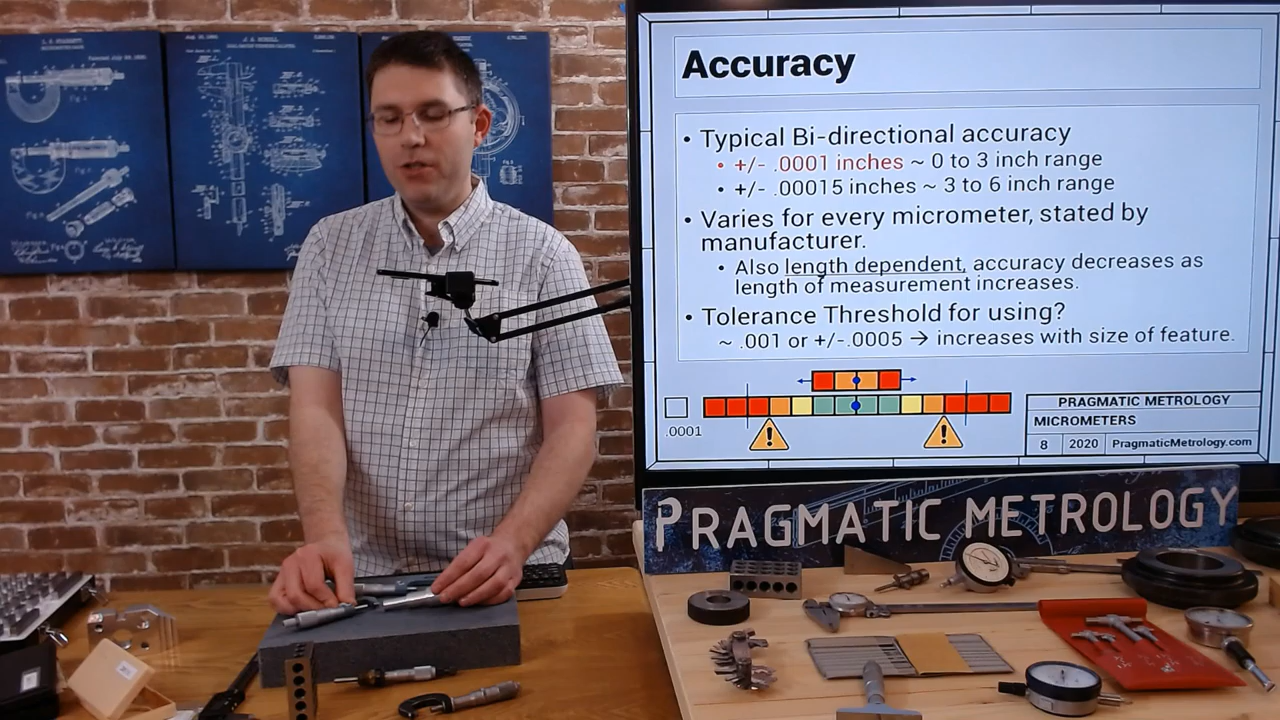 Accuracy
• Typical Bi-directional accuracy
• +/- .0001 inches ~ 0 to 3 inch range
• +/- .00015 inches ~ 3 to 6 inch range
• Varies for every micrometer, stated by
manufacturer.
• Also length dependent, accuracy decreases as
length of measurement increases.
• Tolerance Threshold for using?
~ .001 or +/-.0005 → increases with size of feature.
.0001
PRAGMATIC METROLOGY
MICROMETERS
8 2020 PragmaticMetrology.com
PRAGMATIC METROLOGY